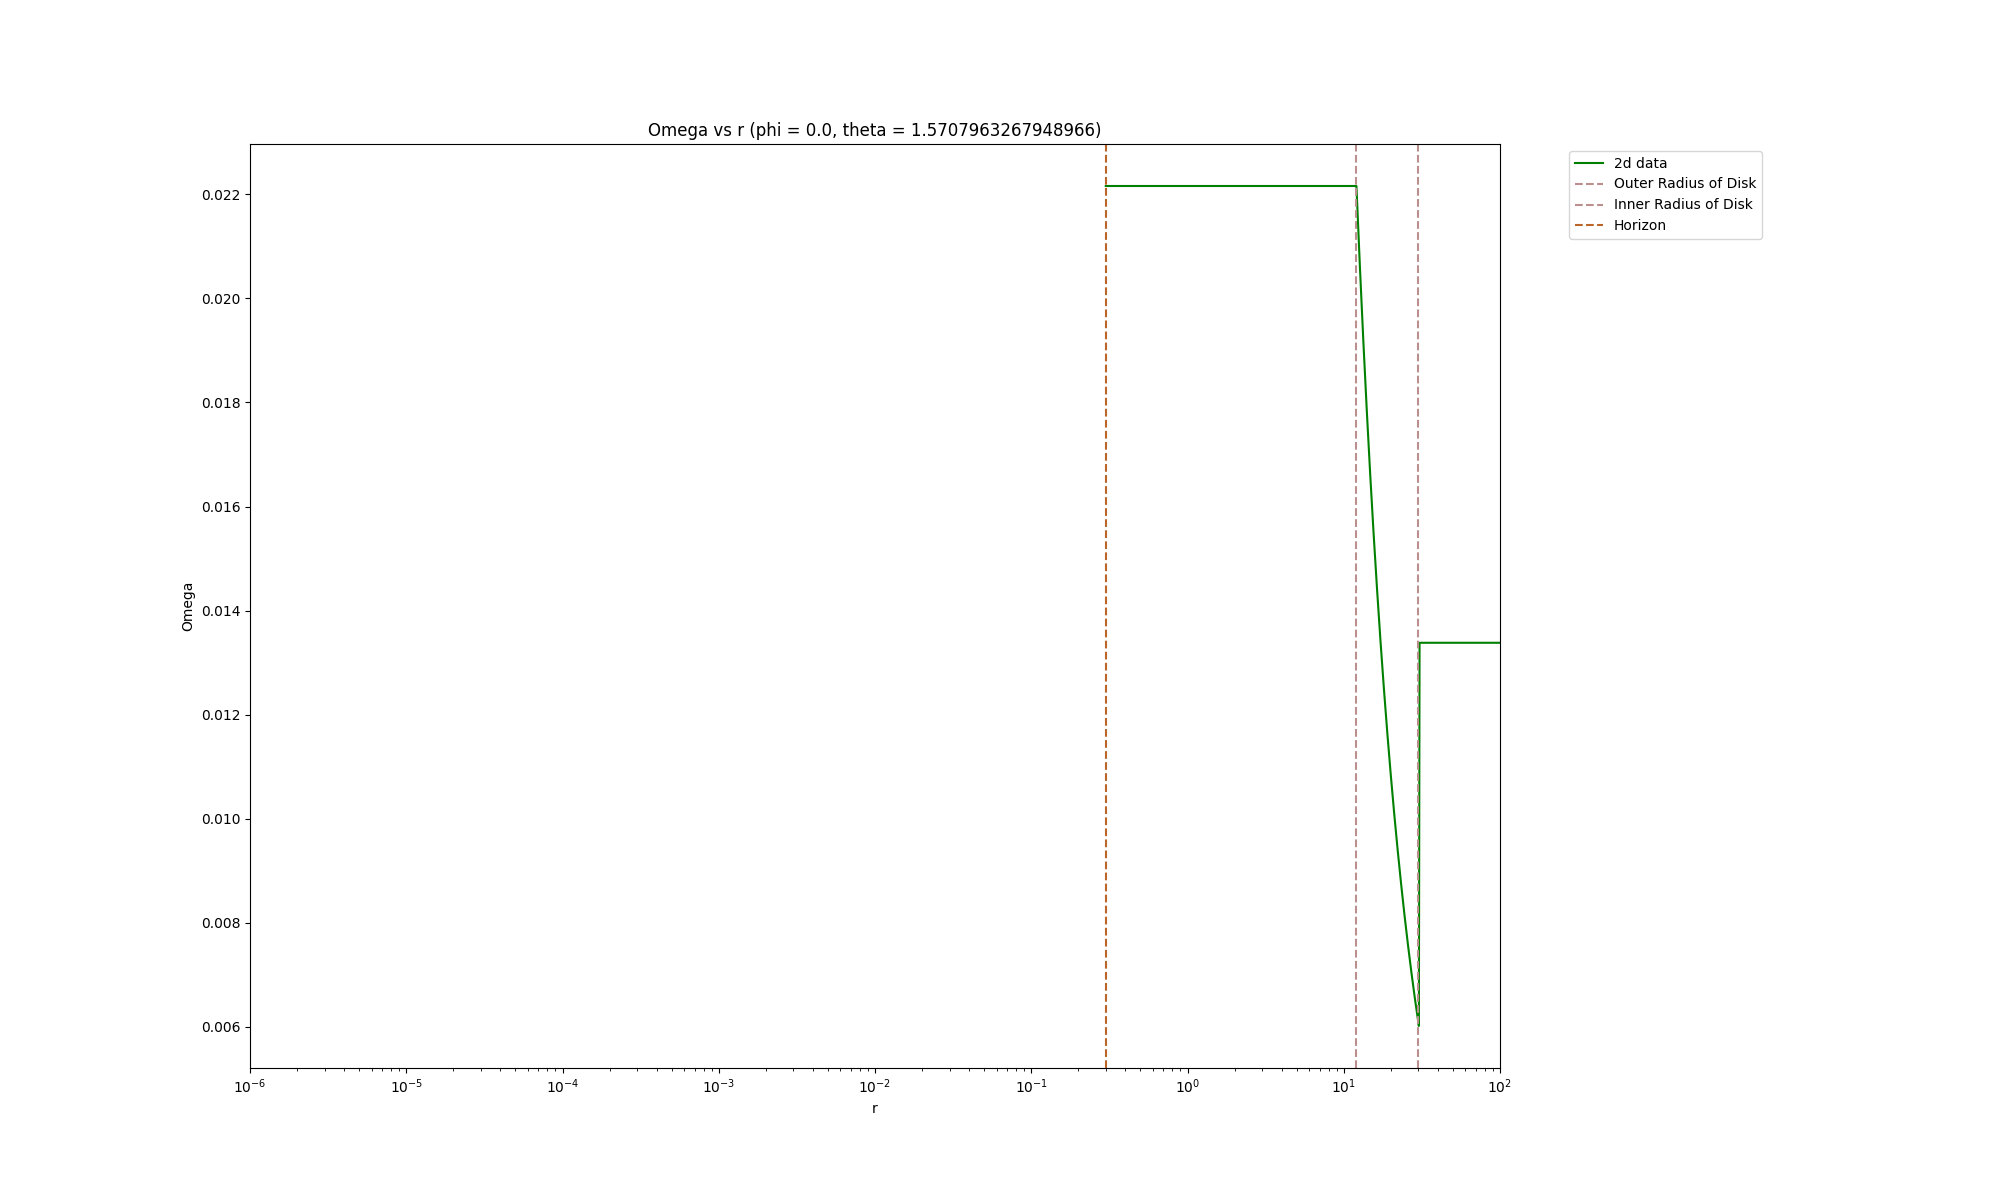 Omega vs r (phi = 0.0, theta = 1.5707963267948966)
2d data
Outer Radius of Disk
Inner Radius of Disk
Horizon
0.022
0.020
0.018
0.016
0.014
0.012
0.010
0.008
0.006
Omega
10⁻⁶ 10⁻⁵ 10⁻⁴ 10⁻³ 10⁻² 10⁻¹ 10⁰ 10¹ 10²
r